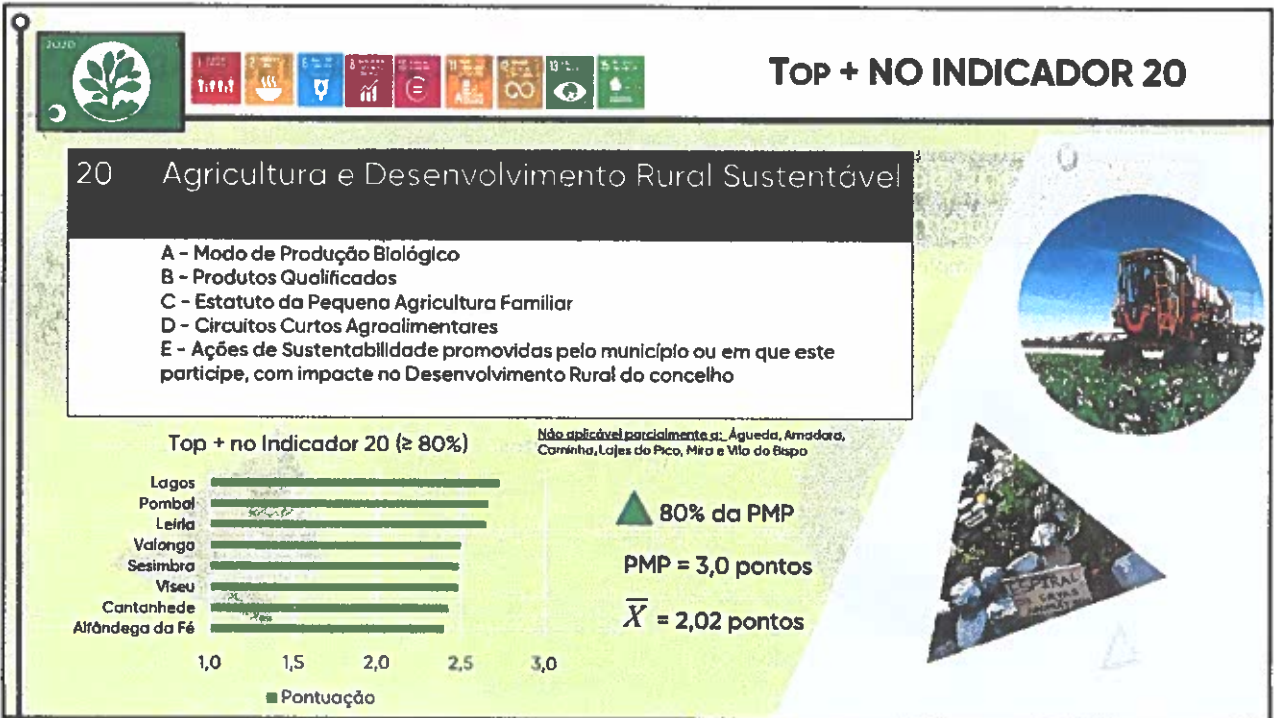 2020
TOP + NO INDICADOR 20
20 Agricultura e Desenvolvimento Rural Sustentável
A - Modo de Produção Biológico
B - Produtos Qualificados
C - Estatuto da Pequena Agricultura Familiar
D - Circuitos Curtos Agroalimentares
E - Ações de Sustentabilidade promovidas pelo município ou em que este
participe, com impacte no Desenvolvimento Rural do concelho
Top + no Indicador 20 (≥ 80%)
Não aplicável parcialmente a: Águeda, Amadora,
Caminha, Lajes do Pico, Mira e Vila do Bispo
Lagos
Pombal
Leiria
Valongo
Sesimbra
Viseu
Cantanhede
Alfândega da Fé
1,0 1,5 2,0 2,5 3,0
Pontuação
80% da PMP
PMP = 3,0 pontos
X̅ = 2,02 pontos
ESPIRAL